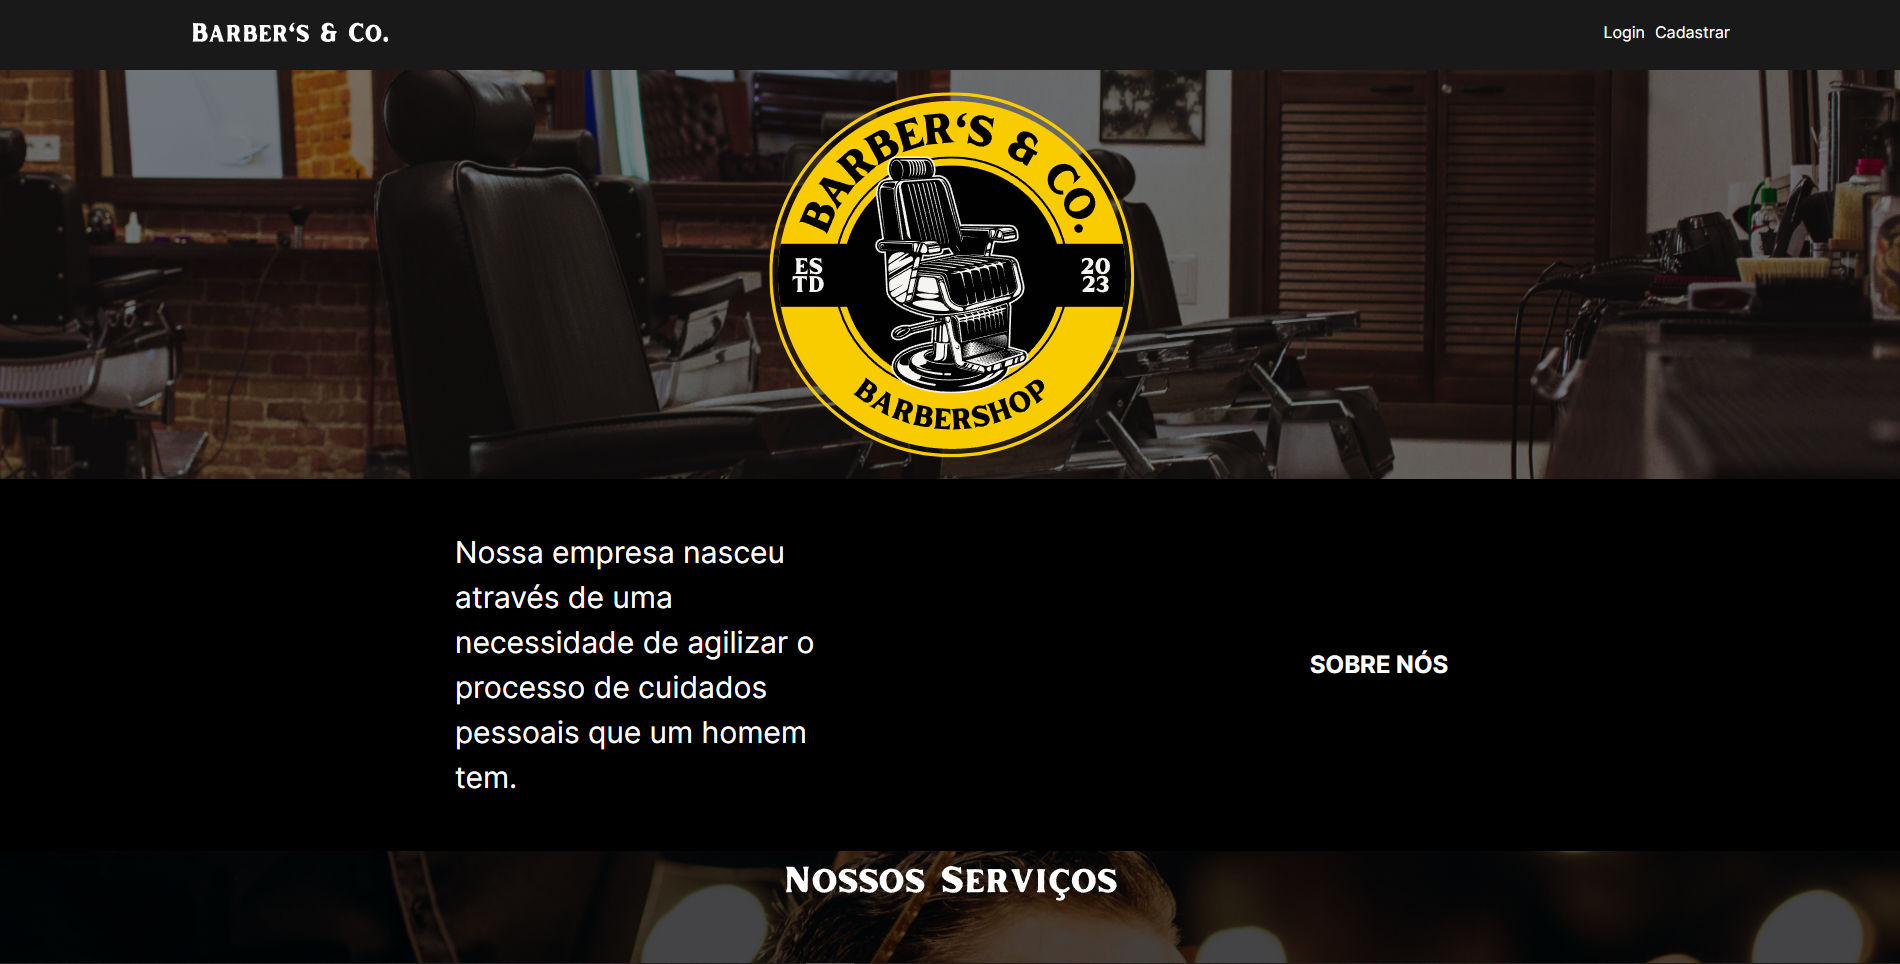 BARBER‘S & CO.
Login Cadastrar
BARBER‘S & CO.
ES
TD
20
23
BARBERSHOP
Nossa empresa nasceu
através de uma
necessidade de agilizar o
processo de cuidados
pessoais que um homem
tem.
SOBRE NÓS
NOSSOS SERVIÇOS